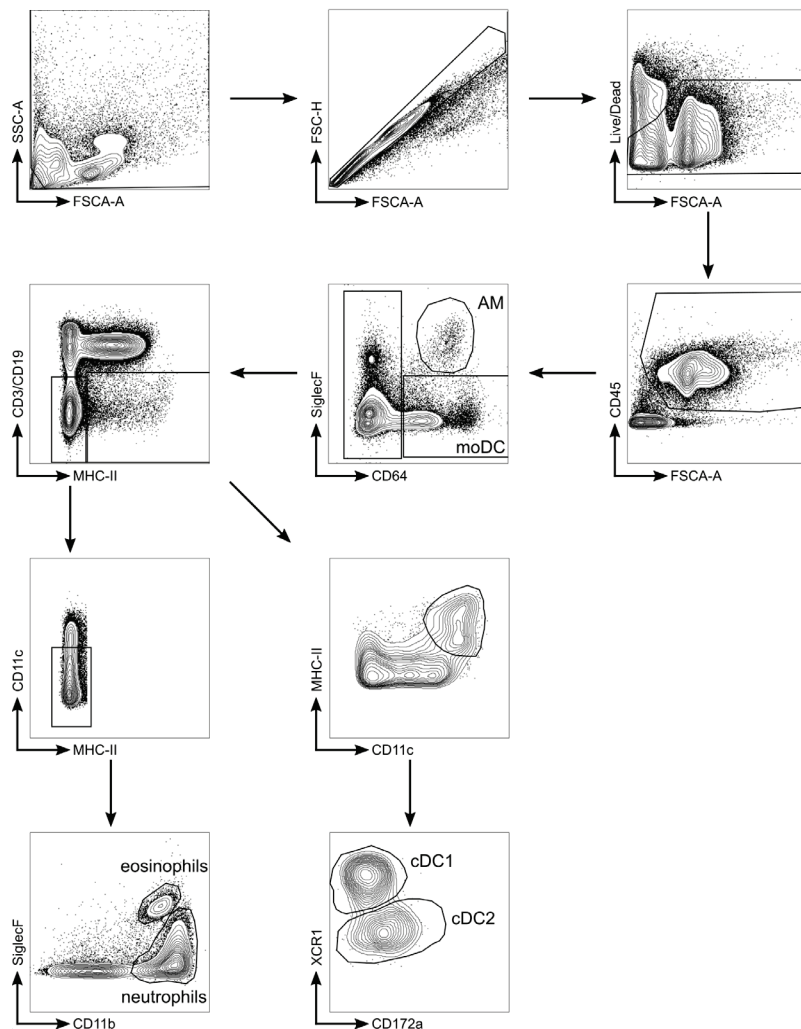 SSC-A
FSCA-A
FSC-H
FSCA-A
Live/Dead
FSCA-A
CD3/CD19
MHC-II
AM
SiglecF
moDC
CD64
CD45
FSCA-A
CD11c
MHC-II
MHC-II
CD11c
eosinophils
SiglecF
neutrophils
CD11b
cDC1
cDC2
XCR1
CD172a